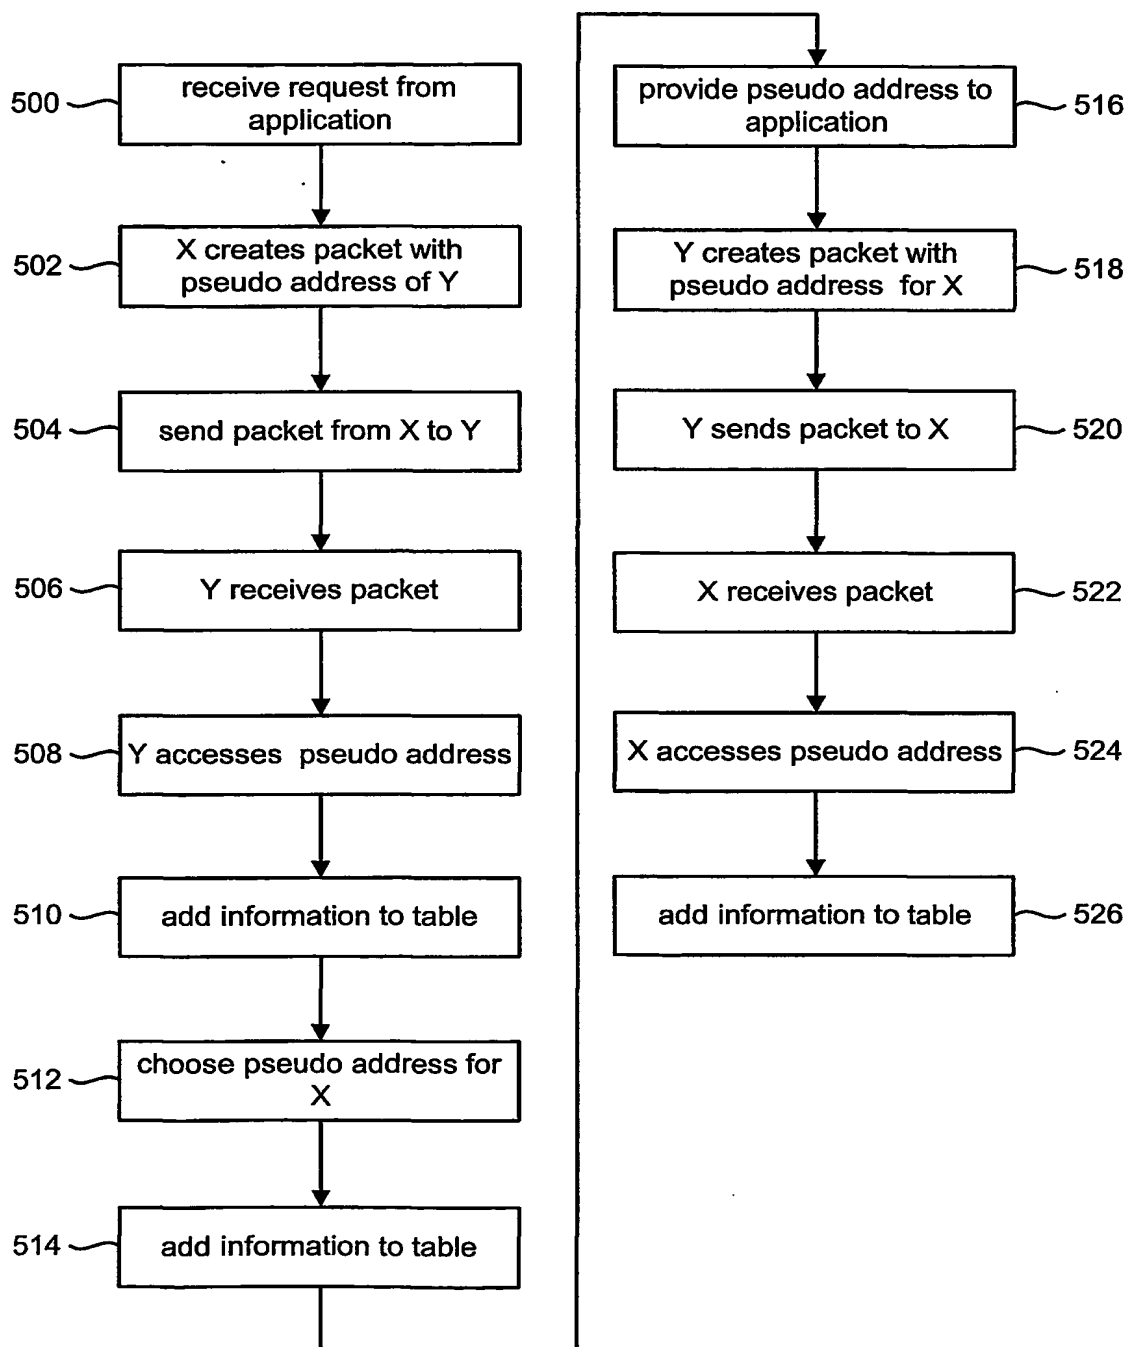 500
receive request from
application
502
X creates packet with
pseudo address of Y
504
send packet from X to Y
506
Y receives packet
508
Y accesses pseudo address
510
add information to table
512
choose pseudo address for
X
514
add information to table
provide pseudo address to
application
516
Y creates packet with
pseudo address for X
518
Y sends packet to X
520
X receives packet
522
X accesses pseudo address
524
add information to table
526